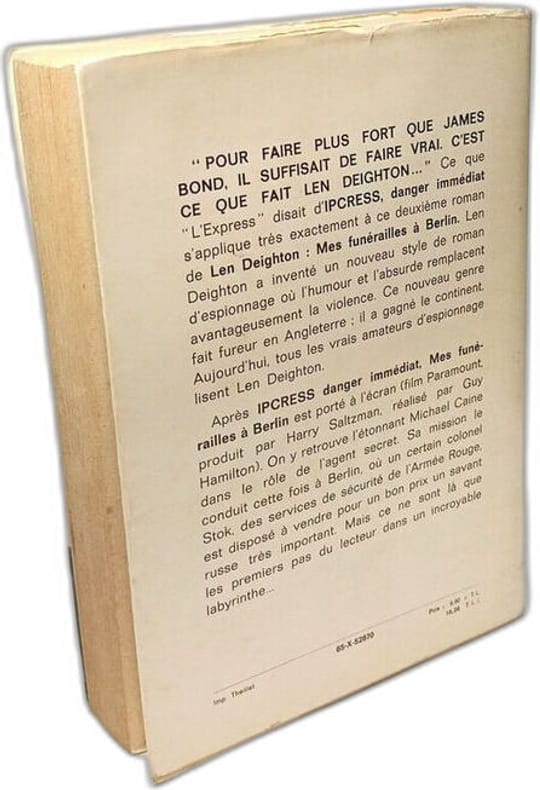 “POUR FAIRE PLUS FORT QUE JAMES
BOND, IL SUFFISAIT DE FAIRE VRAI. C'EST
CE QUE FAIT LEN DEIGHTON...” Ce que
“L'Express” disait d'IPCRESS, danger immédiat
s'applique très exactement à ce deuxième roman
de Len Deighton : Mes funérailles à Berlin. Len
Deighton a inventé un nouveau style de roman
d'espionnage où l'humour et l'absurde remplacent
avantageusement la violence. Ce nouveau genre
fait fureur en Angleterre ; il a gagné le continent.
Aujourd'hui, tous les vrais amateurs d'espionnage
lisent Len Deighton.
Après IPCRESS danger immédiat, Mes funé-
railles à Berlin est porté à l'écran (film Paramount,
produit par Harry Saltzman, réalisé par Guy
Hamilton). On y retrouve l'étonnant Michael Caine
dans le rôle de l'agent secret. Sa mission le
conduit cette fois à Berlin, où un certain colonel
Stok, des services de sécurité de l'Armée Rouge,
est disposé à vendre pour un bon prix un savant
russe très important. Mais ce ne sont là que
les premiers pas du lecteur dans un incroyable
labyrinthe...
Imp. Theillet
65-X-52870
Prix :